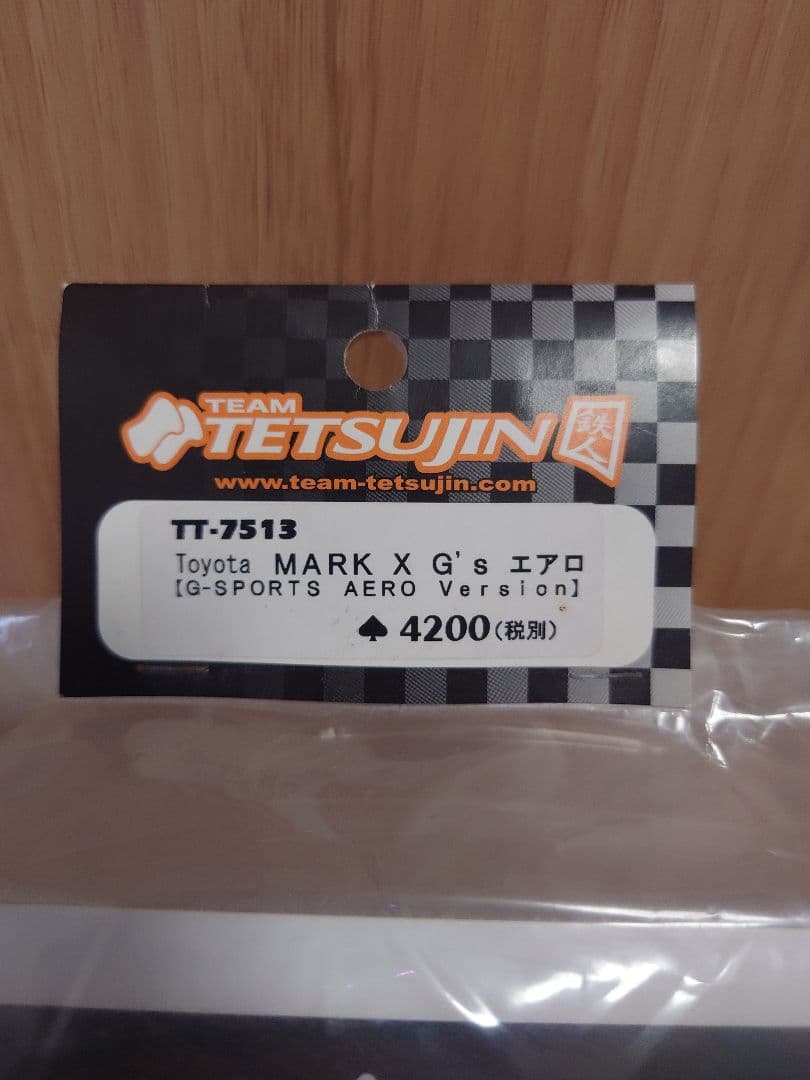 TEAM
TETSUJIN 鉄人
www.team-tetsujin.com
TT-7513
Toyota MARK X G's エアロ
【G-SPORTS AERO Version】
♠ 4200(税別)